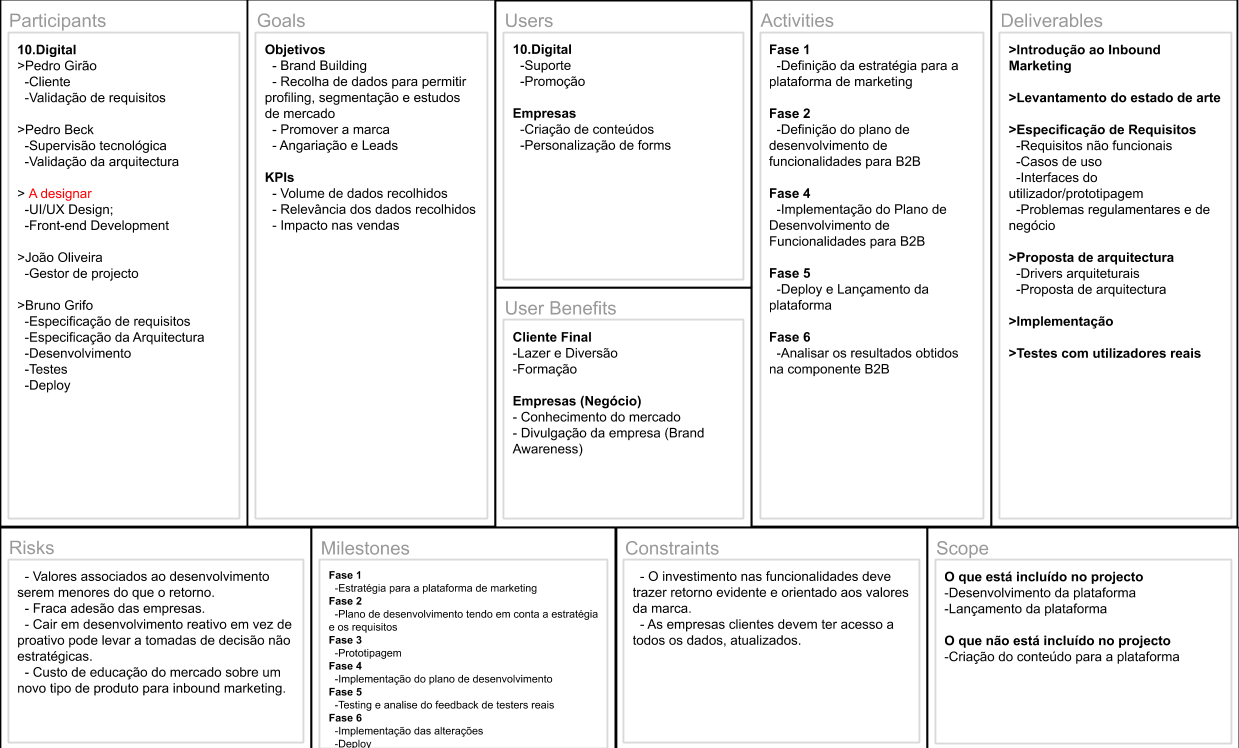 Participants
10.Digital
>Pedro Girão
-Cliente
-Validação de requisitos
>Pedro Beck
-Supervisão tecnológica
-Validação da arquitectura
> A designar
-UI/UX Design;
-Front-end Development
>João Oliveira
-Gestor de projecto
>Bruno Grifo
-Especificação de requisitos
-Especificação da Arquitectura
-Desenvolvimento
-Testes
-Deploy
Goals
Objetivos
- Brand Building
- Recolha de dados para permitir
profiling, segmentação e estudos
de mercado
- Promover a marca
- Angariação e Leads
KPIs
- Volume de dados recolhidos
- Relevância dos dados recolhidos
- Impacto nas vendas
Users
10.Digital
-Suporte
-Promoção
Empresas
-Criação de conteúdos
-Personalização de forms
User Benefits
Cliente Final
-Lazer e Diversão
-Formação
Empresas (Negócio)
- Conhecimento do mercado
- Divulgação da empresa (Brand
Awareness)
Activities
Fase 1
-Definição da estratégia para a
plataforma de marketing
Fase 2
-Definição do plano de
desenvolvimento de
funcionalidades para B2B
Fase 4
-Implementação do Plano de
Desenvolvimento de
Funcionalidades para B2B
Fase 5
-Deploy e Lançamento da
plataforma
Fase 6
-Analisar os resultados obtidos
na componente B2B
Deliverables
>Introdução ao Inbound
Marketing
>Levantamento do estado de arte
>Especificação de Requisitos
-Requisitos não funcionais
-Casos de uso
-Interfaces do
utilizador/prototipagem
-Problemas regulamentares e de
negócio
>Proposta de arquitectura
-Drivers arquiteturais
-Proposta de arquitectura
>Implementação
>Testes com utilizadores reais
Risks
- Valores associados ao desenvolvimento
serem menores do que o retorno.
- Fraca adesão das empresas.
- Cair em desenvolvimento reativo em vez de
proativo pode levar a tomadas de decisão não
estratégicas.
- Custo de educação do mercado sobre um
novo tipo de produto para inbound marketing.
Milestones
Fase 1
-Estratégia para a plataforma de marketing
Fase 2
-Plano de desenvolvimento tendo em conta a estratégia
e os requisitos
Fase 3
-Prototipagem
Fase 4
-Implementação do plano de desenvolvimento
Fase 5
-Testing e analise do feedback de testers reais
Fase 6
-Implementação das alterações
-Deploy
Constraints
- O investimento nas funcionalidades deve
trazer retorno evidente e orientado aos valores
da marca.
- As empresas clientes devem ter acesso a
todos os dados, atualizados.
Scope
O que está incluído no projecto
-Desenvolvimento da plataforma
-Lançamento da plataforma
O que não está incluído no projecto
-Criação do conteúdo para a plataforma